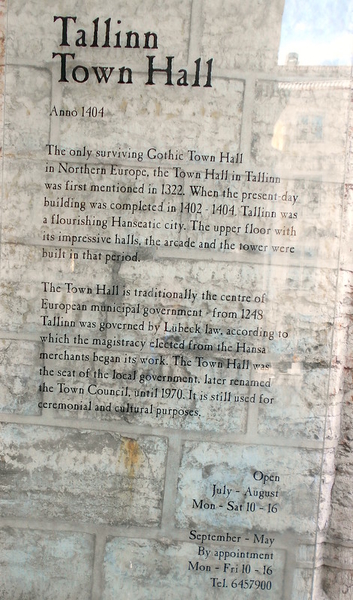 Tallinn
Town Hall
Anno 1404
The only surviving Gothic Town Hall
in Northern Europe, the Town Hall in Tallinn
was first mentioned in 1322. When the present-day
building was completed in 1402 - 1404, Tallinn was
a flourishing Hanseatic city. The upper floor with
its impressive halls, the arcade and the tower were
built in that period.
The Town Hall is traditionally the centre of
European municipal government - from 1248
Tallinn was governed by Lübeck law, according to
which the magistracy elected from the Hansa
merchants began its work. The Town Hall was
the seat of the local government, later renamed
the Town Council, until 1970. It is still used for
ceremonial and cultural purposes.
Open
July - August
Mon - Sat 10 - 16
September - May
By appointment
Mon - Fri 10 - 16
Tel. 6457900